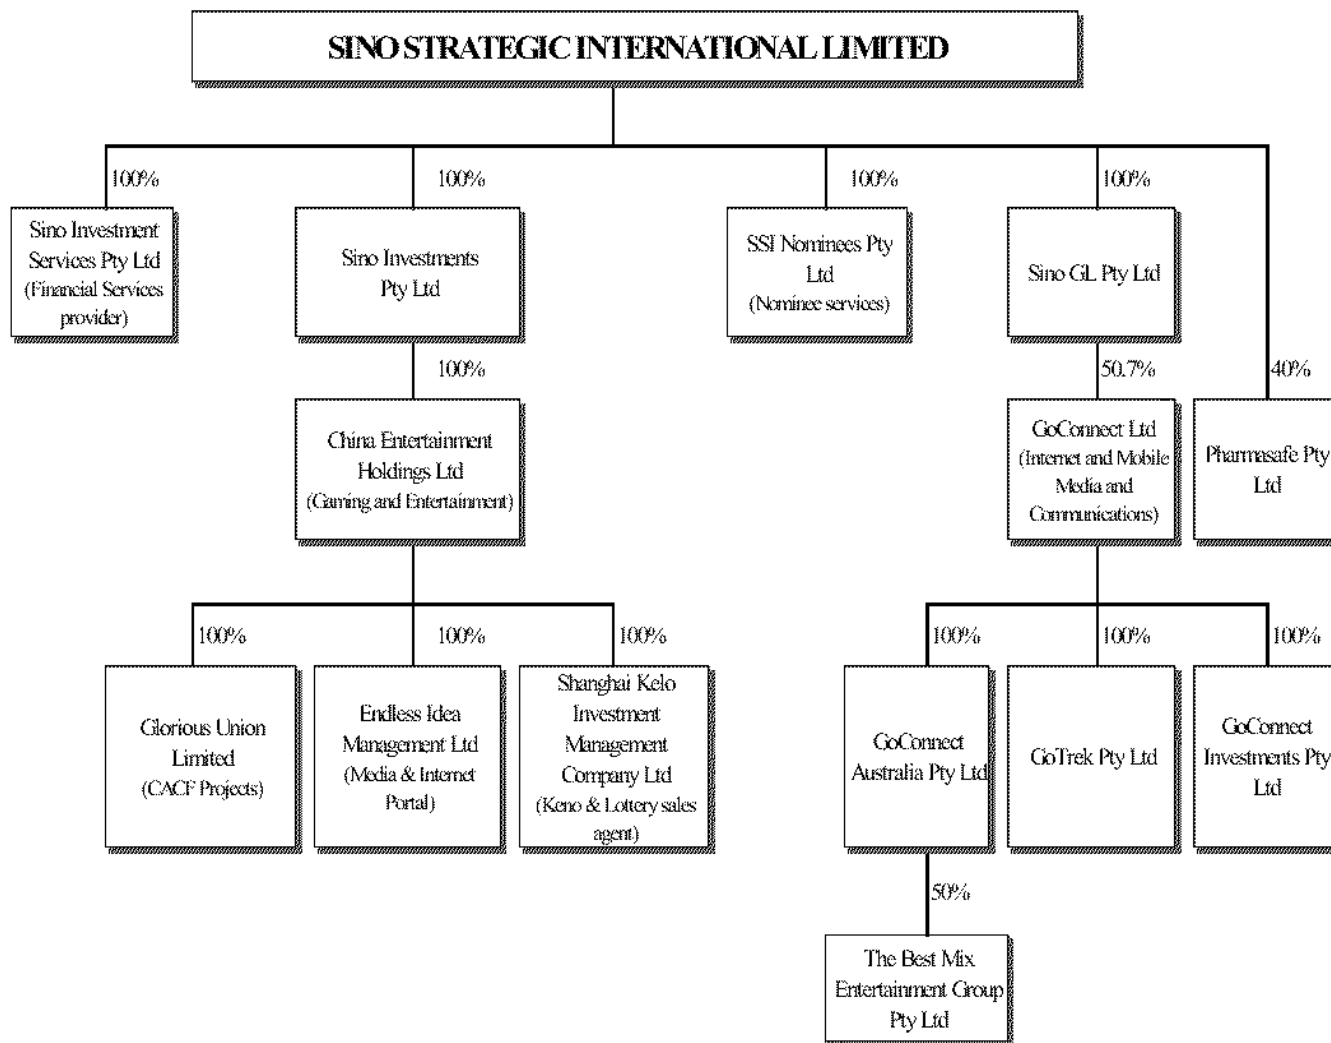 SINO STRATEGIC INTERNATIONAL LIMITED
100%
100%
100%
100%
Sino Investment
Services Pty Ltd
(Financial Services
provider)
Sino Investments
Pty Ltd
SSI Nominees Pty
Ltd
(Nominee services)
Sino GL Pty Ltd
100%
50.7%
40%
China Entertainment
Holdings Ltd
(Gaming and Entertainment)
GoConnect Ltd
(Internet and Mobile
Media and
Communications)
Pharmasafe Pty
Ltd
100%
100%
100%
100%
100%
100%
Glorious Union
Limited
(CACF Projects)
Endless Idea
Management Ltd
(Media & Internet
Portal)
Shanghai Kelo
Investment
Management
Company Ltd
(Keno & Lottery sales
agent)
GoConnect
Australia Pty Ltd
GoTrek Pty Ltd
GoConnect
Investments Pty
Ltd
50%
The Best Mix
Entertainment Group
Pty Ltd